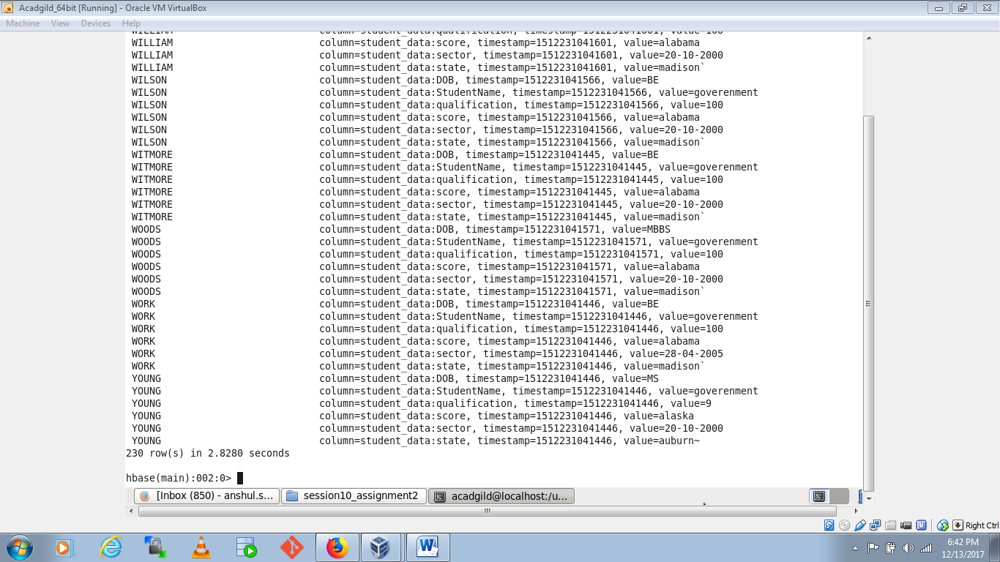 Acadgild_64bit [Running] - Oracle VM VirtualBox
Machine View Devices Help
WILLIAM column=student_data:qualification, timestamp=1512231041601, value=100
WILLIAM column=student_data:score, timestamp=1512231041601, value=alabama
WILLIAM column=student_data:sector, timestamp=1512231041601, value=20-10-2000
WILLIAM column=student_data:state, timestamp=1512231041601, value=madison`
WILSON column=student_data:DOB, timestamp=1512231041566, value=BE
WILSON column=student_data:StudentName, timestamp=1512231041566, value=goverenment
WILSON column=student_data:qualification, timestamp=1512231041566, value=100
WILSON column=student_data:score, timestamp=1512231041566, value=alabama
WILSON column=student_data:sector, timestamp=1512231041566, value=20-10-2000
WILSON column=student_data:state, timestamp=1512231041566, value=madison`
WITMORE column=student_data:DOB, timestamp=1512231041445, value=BE
WITMORE column=student_data:StudentName, timestamp=1512231041445, value=goverenment
WITMORE column=student_data:qualification, timestamp=1512231041445, value=100
WITMORE column=student_data:score, timestamp=1512231041445, value=alabama
WITMORE column=student_data:sector, timestamp=1512231041445, value=20-10-2000
WITMORE column=student_data:state, timestamp=1512231041445, value=madison`
WOODS column=student_data:DOB, timestamp=1512231041571, value=MBBS
WOODS column=student_data:StudentName, timestamp=1512231041571, value=goverenment
WOODS column=student_data:qualification, timestamp=1512231041571, value=100
WOODS column=student_data:score, timestamp=1512231041571, value=alabama
WOODS column=student_data:sector, timestamp=1512231041571, value=20-10-2000
WOODS column=student_data:state, timestamp=1512231041571, value=madison`
WORK column=student_data:DOB, timestamp=1512231041446, value=BE
WORK column=student_data:StudentName, timestamp=1512231041446, value=goverenment
WORK column=student_data:qualification, timestamp=1512231041446, value=100
WORK column=student_data:score, timestamp=1512231041446, value=alabama
WORK column=student_data:sector, timestamp=1512231041446, value=28-04-2005
WORK column=student_data:state, timestamp=1512231041446, value=madison`
YOUNG column=student_data:DOB, timestamp=1512231041446, value=MS
YOUNG column=student_data:StudentName, timestamp=1512231041446, value=goverenment
YOUNG column=student_data:qualification, timestamp=1512231041446, value=9
YOUNG column=student_data:score, timestamp=1512231041446, value=alaska
YOUNG column=student_data:sector, timestamp=1512231041446, value=20-10-2000
YOUNG column=student_data:state, timestamp=1512231041446, value=auburn~
230 row(s) in 2.8280 seconds
hbase(main):002:0>
[Inbox (850) - anshul.s... session10_assignment2 acadgild@localhost:/u...
Right Ctrl
6:42 PM
12/13/2017